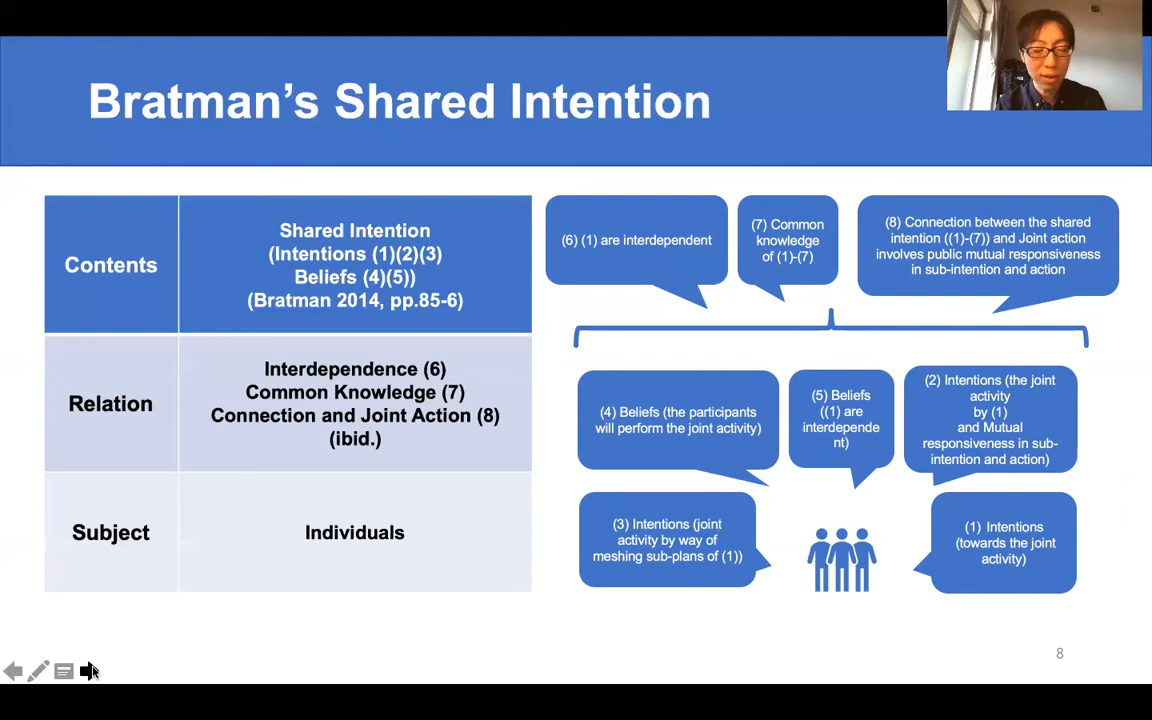 Bratman’s Shared Intention
Contents
Shared Intention
(Intentions (1)(2)(3)
Beliefs (4)(5))
(Bratman 2014, pp.85-6)
Relation
Interdependence (6)
Common Knowledge (7)
Connection and Joint Action (8)
(ibid.)
Subject
Individuals
(6) (1) are interdependent
(7) Common
knowledge
of (1)-(7)
(8) Connection between the shared
intention ((1)-(7)) and Joint action
involves public mutual responsiveness
in sub-intention and action
(4) Beliefs (the participants
will perform the joint activity)
(5) Beliefs
((1) are
interdepende
nt)
(2) Intentions (the joint
activity
by (1)
and Mutual
responsiveness in sub-
intention and action)
(3) Intentions (joint
activity by way of
meshing sub-plans of (1))
(1) Intentions
(towards the joint
activity)
8